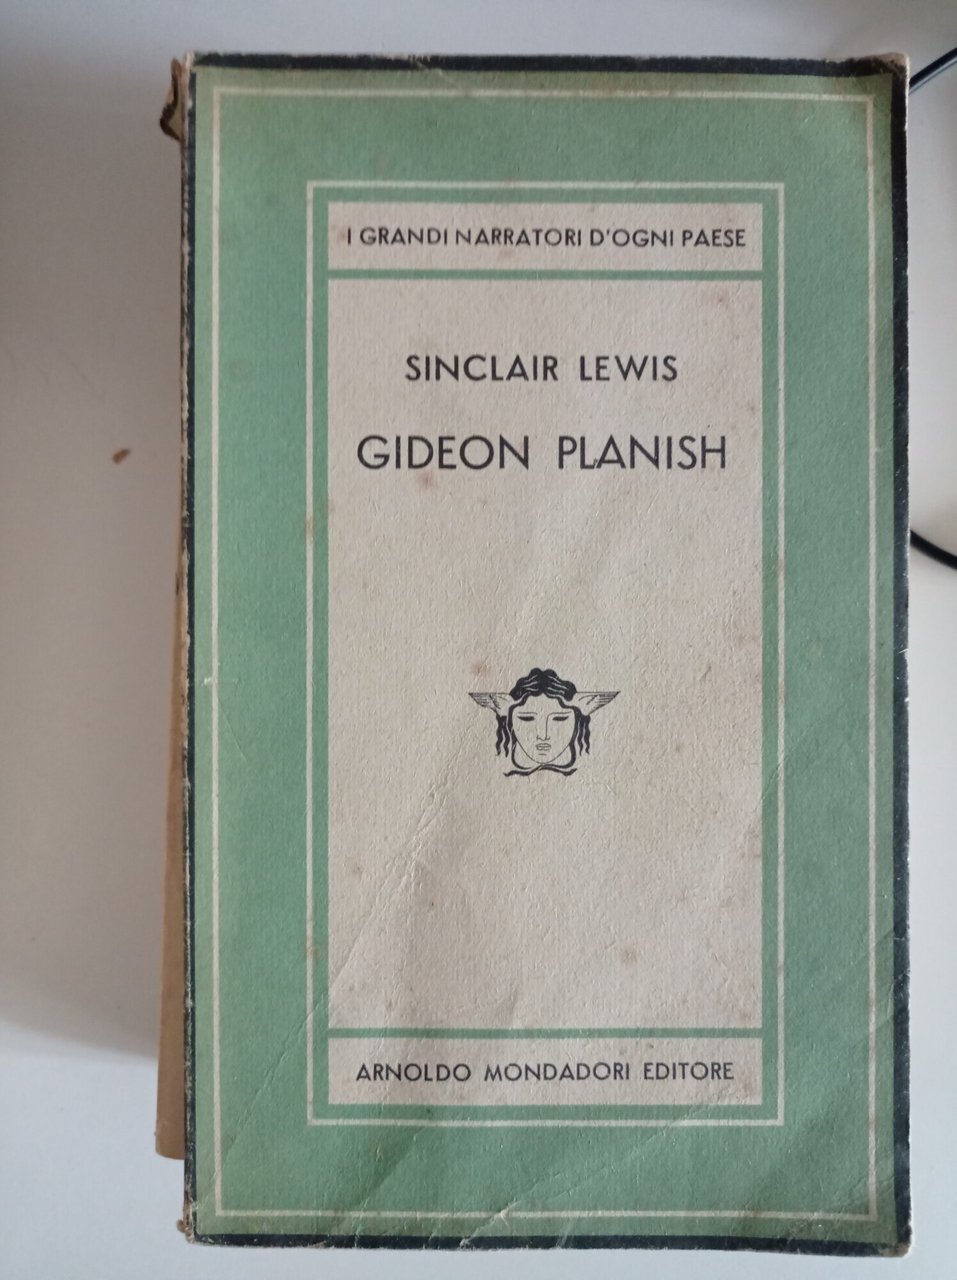 I GRANDI NARRATORI D'OGNI PAESE
SINCLAIR LEWIS
GIDEON PLANISH
ARNOLDO MONDADORI EDITORE